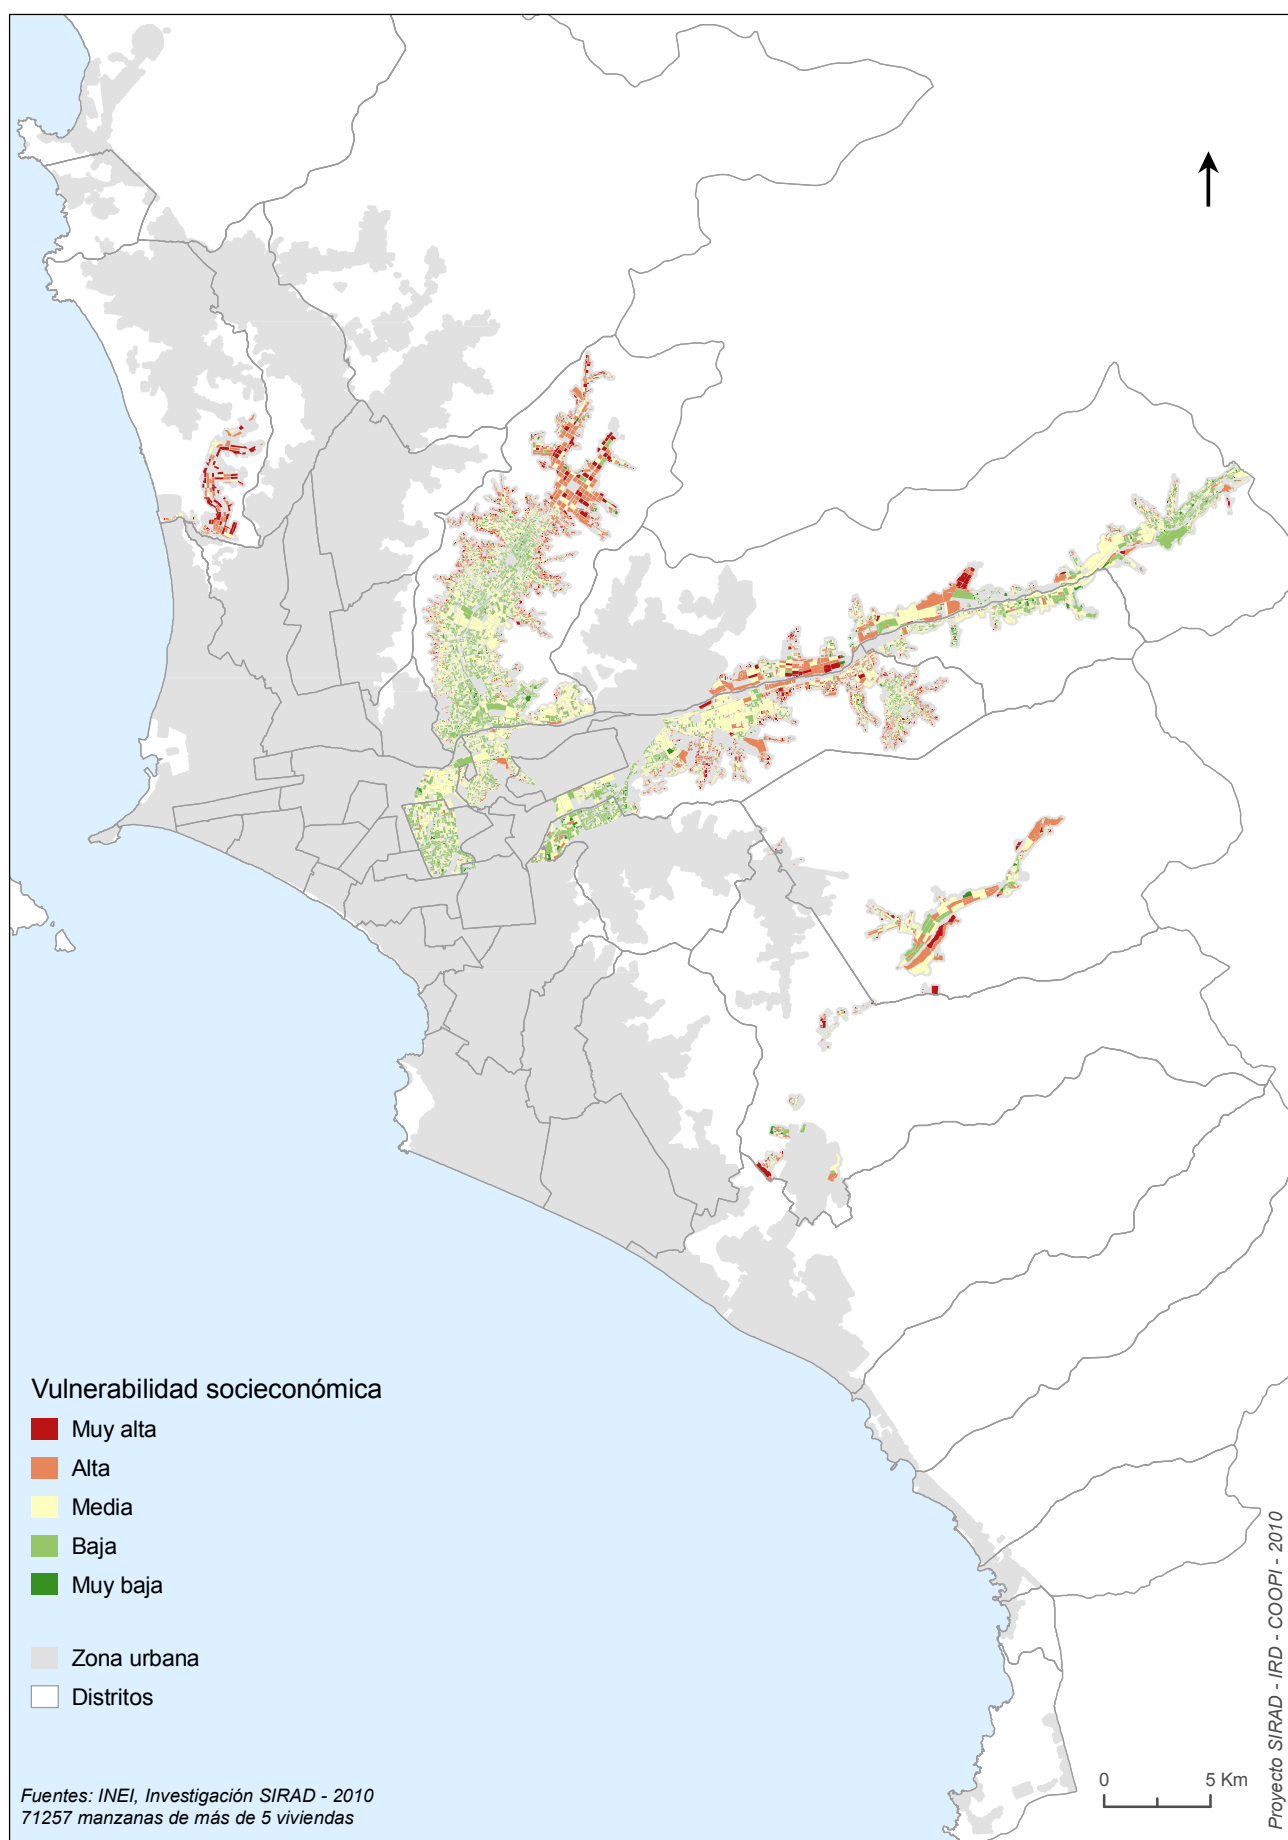 Vulnerabilidad socieconómica
Muy alta
Alta
Media
Baja
Muy baja
Zona urbana
Distritos
Fuentes: INEI, Investigación SIRAD - 2010
71257 manzanas de más de 5 viviendas
0 5 Km
Proyecto SIRAD - IRD - COOPI - 2010